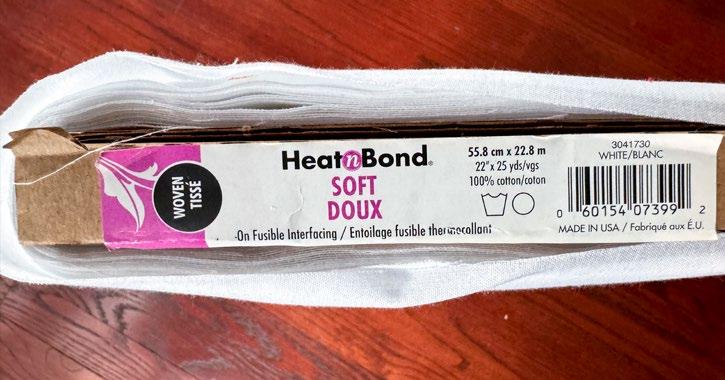 WOVEN
TISSÉ
HeatnBond®
SOFT
DOUX
-On Fusible Interfacing / Entoilage fusible thermocollant
55.8 cm x 22.8 m
22" x 25 yds/vgs
100% cotton/coton
3041730
WHITE/BLANC
0 60154 07399 2
MADE IN USA / Fabriqué aux É.U.